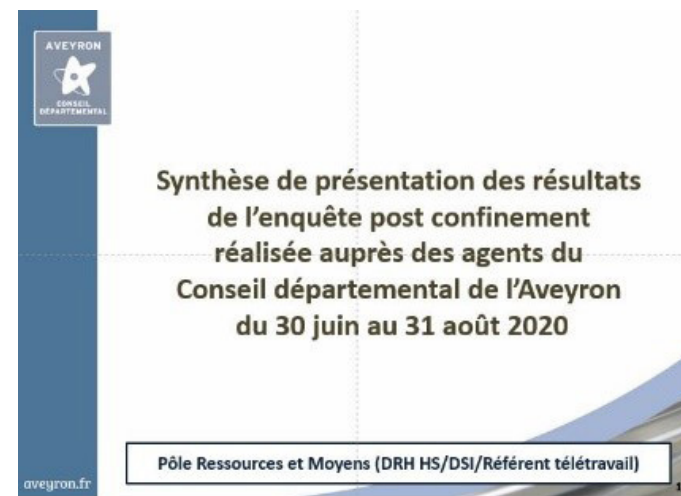 AVEYRON
CONSEIL
DÉPARTEMENTAL
Synthèse de présentation des résultats
de l'enquête post confinement
réalisée auprès des agents du
Conseil départemental de l'Aveyron
du 30 juin au 31 août 2020
Pôle Ressources et Moyens (DRH HS/DSI/Référent télétravail)
aveyron.fr
1